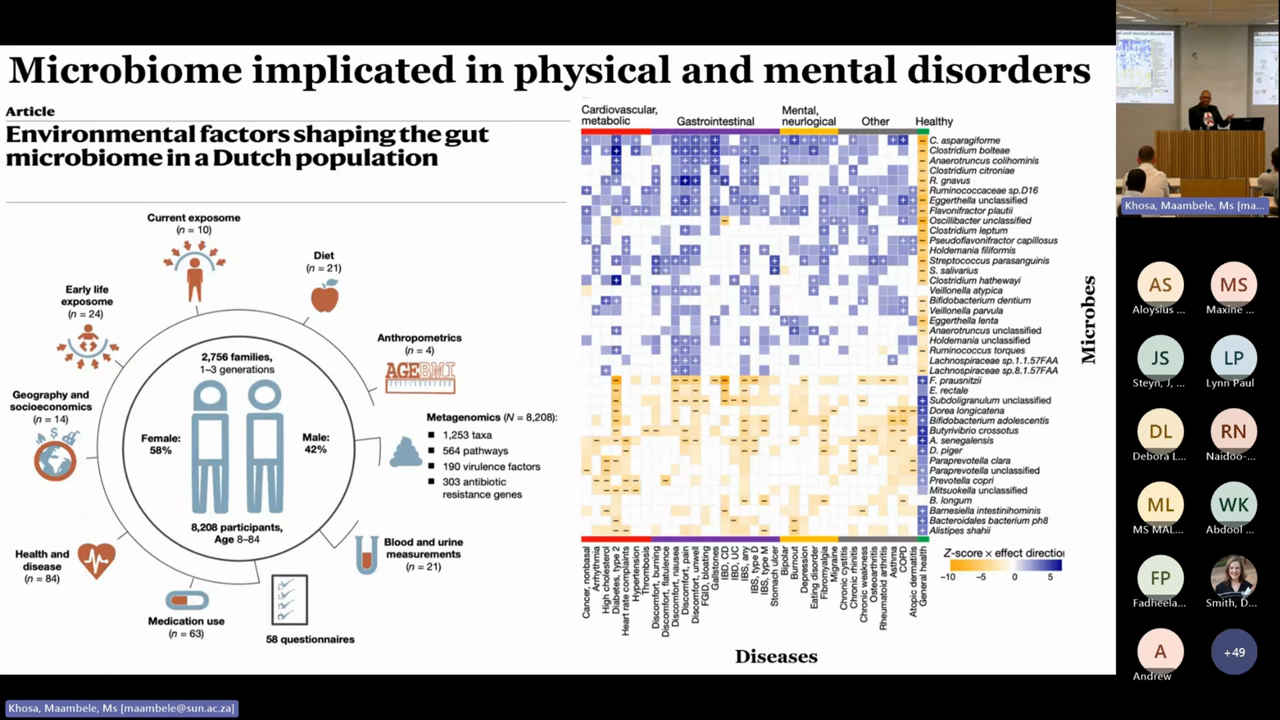 Microbiome implicated in physical and mental disorders
Article
Environmental factors shaping the gut
microbiome in a Dutch population
Current exposome
(n = 10)
Diet
(n = 21)
Early life
exposome
(n = 24)
Anthropometrics
(n = 4)
AGE BMI
Geography and
socioeconomics
(n = 14)
2,756 families,
1–3 generations
Female:
58%
Male:
42%
8,208 participants,
Age 8–84
Metagenomics (N = 8,208):
1,253 taxa
564 pathways
190 virulence factors
303 antibiotic
resistance genes
Health and
disease
(n = 84)
Blood and urine
measurements
(n = 21)
Medication use
(n = 63)
58 questionnaires
Cardiovascular,
metabolic
Gastrointestinal
Mental,
neurlogical
Other
Healthy
C. asparagiforme
Clostridium bolteae
Anaerotruncus colihominis
Clostridium citroniae
R. gnavus
Ruminococcaceae sp.D16
Eggerthella unclassified
Flavonifractor plautii
Oscillibacter unclassified
Clostridium leptum
Pseudoflavonifractor capillosus
Holdemania filiformis
Streptococcus parasanguinis
S. salivarius
Clostridium hathewayi
Veillonella atypica
Bifidobacterium dentium
Veillonella parvula
Eggerthella lenta
Anaerotruncus unclassified
Holdemania unclassified
Ruminococcus torques
Lachnospiraceae sp.1.1.57FAA
Lachnospiraceae sp.8.1.57FAA
F. prausnitzii
E. rectale
Subdoligranulum unclassified
Dorea longicatena
Bifidobacterium adolescentis
Butyrivibrio crossotus
A. senegalensis
D. piger
Paraprevotella clara
Paraprevotella unclassified
Prevotella copri
Mitsuokella unclassified
B. longum
Barnesiella intestinihominis
Bacteroidales bacterium ph8
Alistipes shahii
Microbes
Cancer, nonbasal
Arrhythmia
High cholesterol
Diabetes, type 2
Heart rate complaints
Hypertension
Thrombosis
Discomfort, burning
Discomfort, flatulence
Discomfort, nausea
Discomfort, pain
Discomfort, unwell
FGID, bloating
Gallstones
IBD, CD
IBD, UC
IBS, any
IBS, type D
IBS, type M
Stomach ulcer
Bipolar
Burnout
Depression
Eating disorder
Fibromyalgia
Migraine
Chronic cystitis
Chronic rhinitis
Chronic weakness
Osteoarthritis
Rheumatoid arthritis
Asthma
COPD
Atopic dermatitis
General health
Z-score × effect directio
−10 −5 0 5
Diseases
Khosa, Maambele, Ms [ma...
AS
Aloysius ...
MS
Maxine ...
JS
Steyn, J, ...
LP
Lynn Paul
DL
Debora L...
RN
Naidoo-...
ML
MS MAL...
WK
Abdool ...
FP
Fadheela...
Smith, D...
A
Andrew
+49
Khosa, Maambele, Ms [maambele@sun.ac.za]